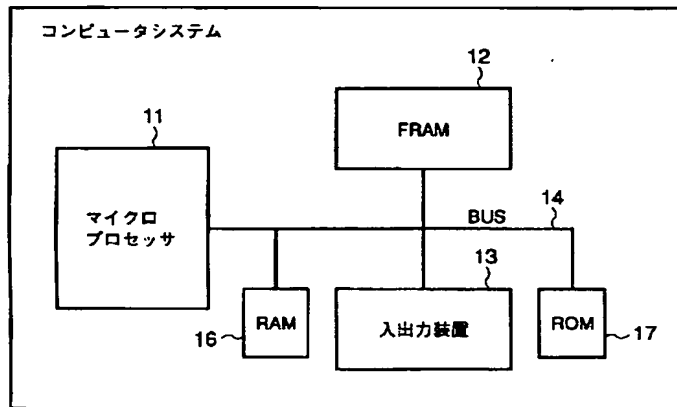 コンピュータシステム
12
FRAM
11
マイクロ
プロセッサ
BUS
14
13
RAM
16
入出力装置
ROM
17